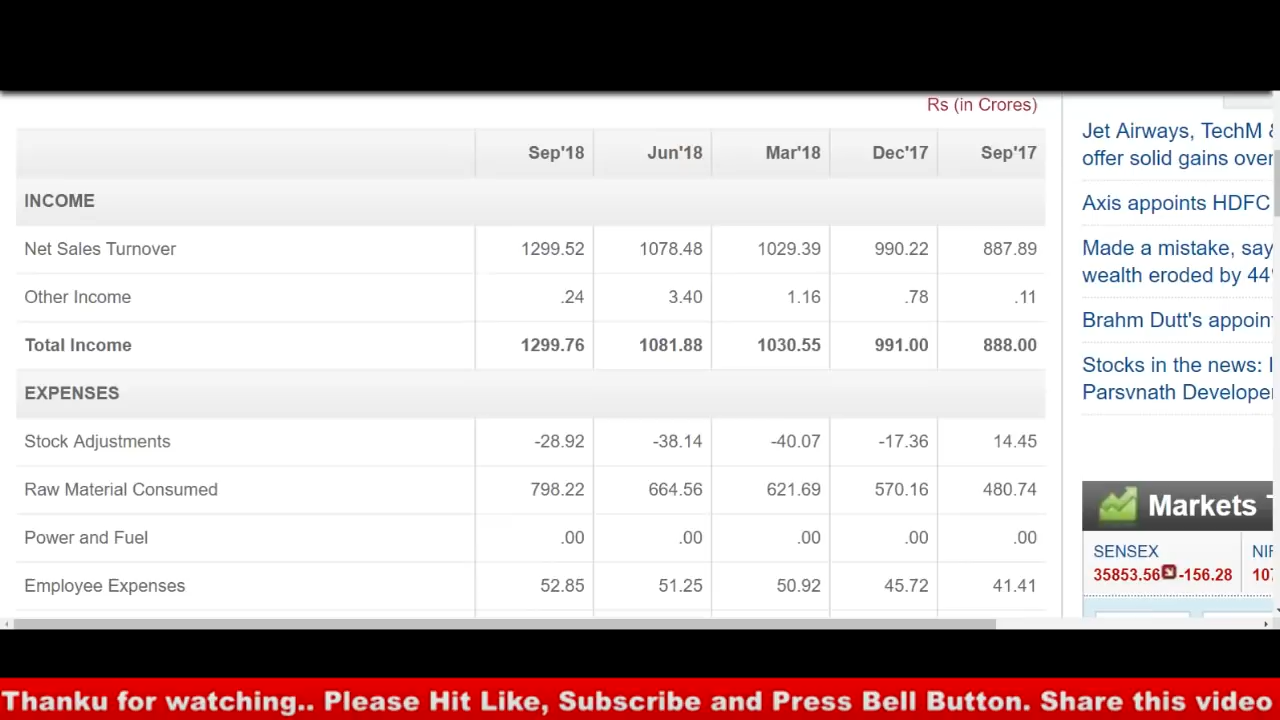 Rs (in Crores)
Sep'18 Jun'18 Mar'18 Dec'17 Sep'17
INCOME
Net Sales Turnover 1299.52 1078.48 1029.39 990.22 887.89
Other Income .24 3.40 1.16 .78 .11
Total Income 1299.76 1081.88 1030.55 991.00 888.00
EXPENSES
Stock Adjustments -28.92 -38.14 -40.07 -17.36 14.45
Raw Material Consumed 798.22 664.56 621.69 570.16 480.74
Power and Fuel .00 .00 .00 .00 .00
Employee Expenses 52.85 51.25 50.92 45.72 41.41
Jet Airways, TechM &
offer solid gains over
Axis appoints HDFC
Made a mistake, say
wealth eroded by 44
Brahm Dutt's appoin
Stocks in the news:
Parsvnath Develope
Markets
SENSEX
35853.56 -156.28
NI
107
Thanku for watching.. Please Hit Like, Subscribe and Press Bell Button. Share this video